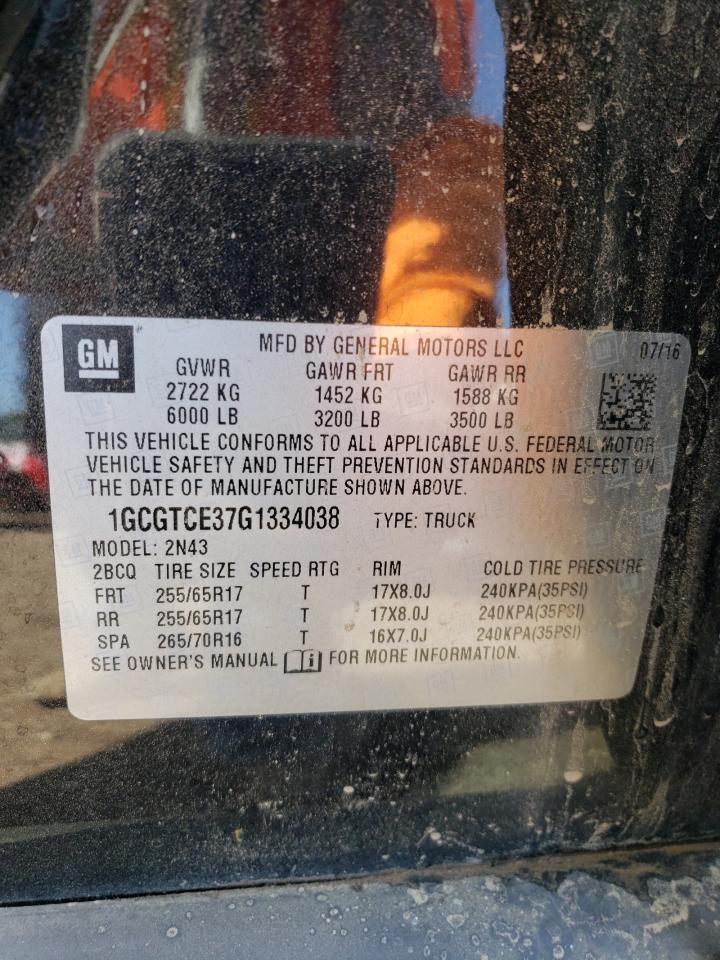 GM
MFD BY GENERAL MOTORS LLC 07/16
GVWR GAWR FRT GAWR RR
2722 KG 1452 KG 1588 KG
6000 LB 3200 LB 3500 LB
THIS VEHICLE CONFORMS TO ALL APPLICABLE U.S. FEDERAL MOTOR
VEHICLE SAFETY AND THEFT PREVENTION STANDARDS IN EFFECT ON
THE DATE OF MANUFACTURE SHOWN ABOVE.
1GCGTCE37G1334038 TYPE: TRUCK
MODEL: 2N43
2BCQ TIRE SIZE SPEED RTG RIM COLD TIRE PRESSURE
FRT 255/65R17 T 17X8.0J 240KPA(35PSI)
RR 255/65R17 T 17X8.0J 240KPA(35PSI)
SPA 265/70R16 T 16X7.0J 240KPA(35PSI)
SEE OWNER'S MANUAL FOR MORE INFORMATION.